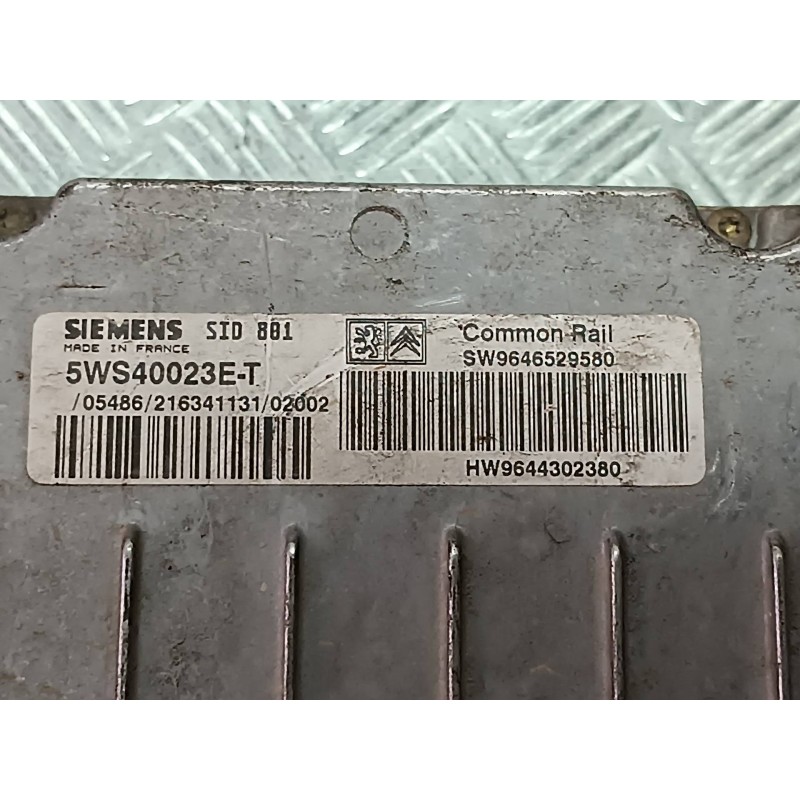 SIEMENS SID 801
MADE IN FRANCE
5WS40023E-T
/05486/216341131/02002
Common Rail
SW9646529580
HW9644302380